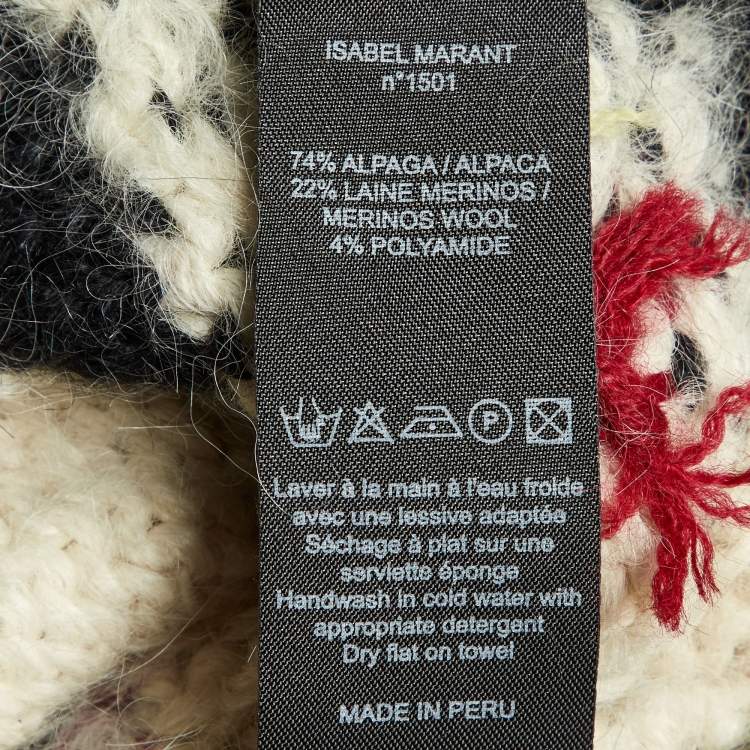 ISABEL MARANT
n°1501
74% ALPAGA / ALPACA
22% LAINE MERINOS /
MERINOS WOOL
4% POLYAMIDE
P
Laver à la main à l'eau froide
avec une lessive adaptée
Séchage à plat sur une
serviette éponge
Handwash in cold water with
appropriate detergent
Dry flat on towel
MADE IN PERU